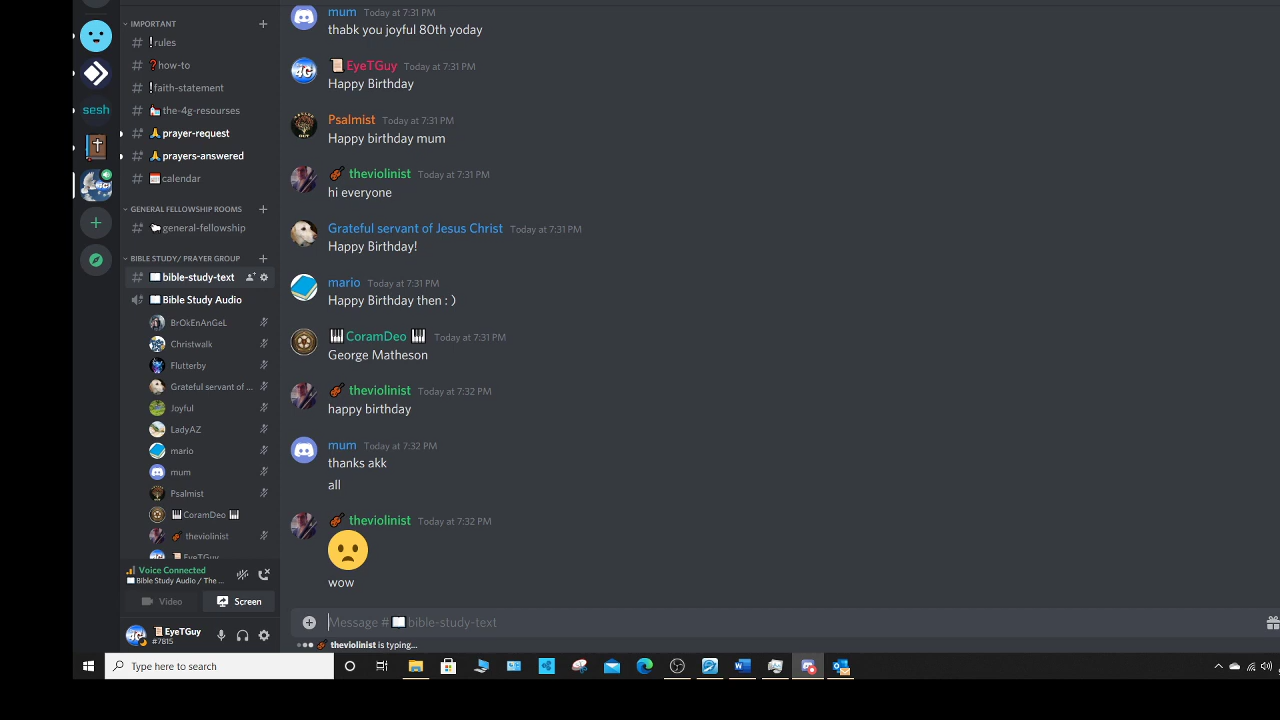 IMPORTANT
rules
how-to
faith-statement
the-4g-resourses
prayer-request
prayers-answered
calendar
GENERAL FELLOWSHIP ROOMS
general-fellowship
BIBLE STUDY/ PRAYER GROUP
bible-study-text
Bible Study Audio
BrOkEnAnGeL
Christwalk
Flutterby
Grateful servant of ...
Joyful
LadyAZ
mario
mum
Psalmist
CoramDeo
theviolinist
EyeTGuy
Voice Connected
Bible Study Audio / The ...
Video Screen
EyeTGuy
#7815
sesh
mum Today at 7:31 PM
thabk you joyful 80th yoday
EyeTGuy Today at 7:31 PM
Happy Birthday
Psalmist Today at 7:31 PM
Happy birthday mum
theviolinist Today at 7:31 PM
hi everyone
Grateful servant of Jesus Christ Today at 7:31 PM
Happy Birthday!
mario Today at 7:31 PM
Happy Birthday then : )
CoramDeo Today at 7:31 PM
George Matheson
theviolinist Today at 7:32 PM
happy birthday
mum Today at 7:32 PM
thanks akk
all
theviolinist Today at 7:32 PM
wow
Message # bible-study-text
theviolinist is typing...
Type here to search